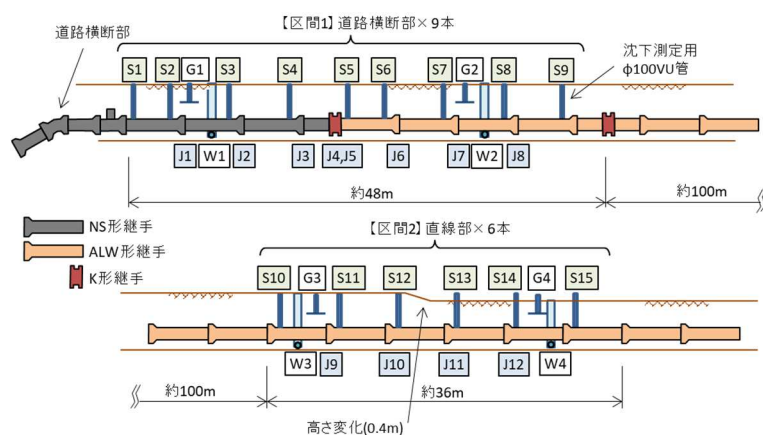 【区間1】道路横断部×9本
道路横断部
S1 S2 G1 S3 S4 S5 S6 S7 G2 S8 S9
沈下測定用
φ100VU管
J1 W1 J2 J3 J4,J5 J6 J7 W2 J8
約48m
約100m
NS形継手
ALW形継手
K形継手
【区間2】直線部×6本
S10 G3 S11 S12 S13 S14 G4 S15
W3 J9 J10 J11 J12 W4
約100m
約36m
高さ変化(0.4m)